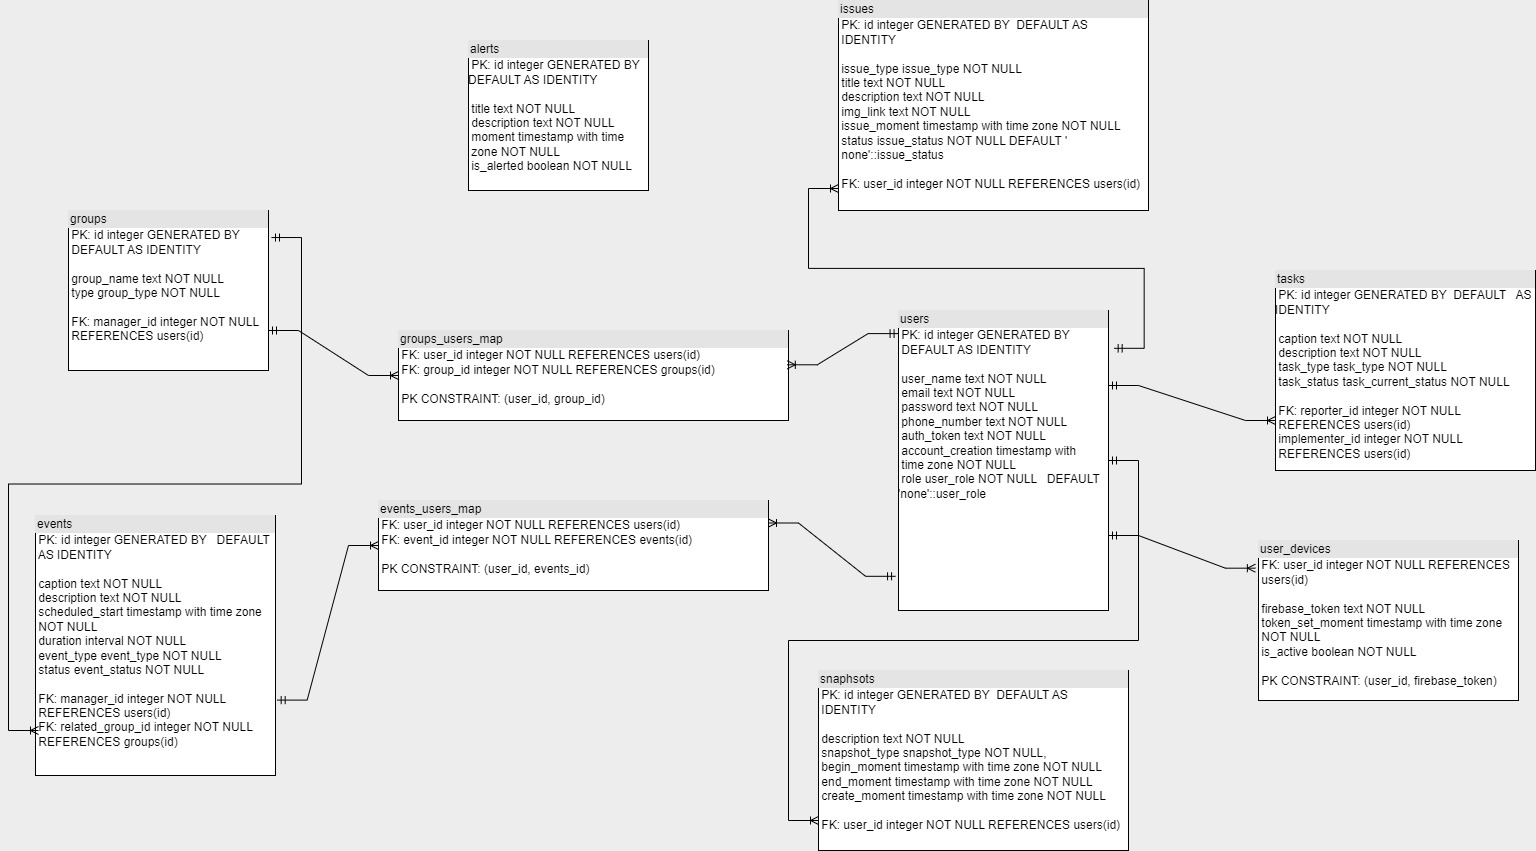 issues
PK: id integer GENERATED BY  DEFAULT AS
IDENTITY
issue_type issue_type NOT NULL
title text NOT NULL
description text NOT NULL
img_link text NOT NULL
issue_moment timestamp with time zone NOT NULL
status issue_status NOT NULL DEFAULT '
none'::issue_status
FK: user_id integer NOT NULL REFERENCES users(id)
alerts
PK: id integer GENERATED BY
DEFAULT AS IDENTITY
title text NOT NULL
description text NOT NULL
moment timestamp with time
zone NOT NULL
is_alerted boolean NOT NULL
groups
PK: id integer GENERATED BY
DEFAULT AS IDENTITY
group_name text NOT NULL
type group_type NOT NULL
FK: manager_id integer NOT NULL
REFERENCES users(id)
groups_users_map
FK: user_id integer NOT NULL REFERENCES users(id)
FK: group_id integer NOT NULL REFERENCES groups(id)
PK CONSTRAINT: (user_id, group_id)
users
PK: id integer GENERATED BY
DEFAULT AS IDENTITY
user_name text NOT NULL
email text NOT NULL
password text NOT NULL
phone_number text NOT NULL
auth_token text NOT NULL
account_creation timestamp with
time zone NOT NULL
role user_role NOT NULL   DEFAULT
'none'::user_role
tasks
PK: id integer GENERATED BY  DEFAULT   AS
IDENTITY
caption text NOT NULL
description text NOT NULL
task_type task_type NOT NULL
task_status task_current_status NOT NULL
FK: reporter_id integer NOT NULL
REFERENCES users(id)
implementer_id integer NOT NULL
REFERENCES users(id)
events
PK: id integer GENERATED BY   DEFAULT
AS IDENTITY
caption text NOT NULL
description text NOT NULL
scheduled_start timestamp with time zone
NOT NULL
duration interval NOT NULL
event_type event_type NOT NULL
status event_status NOT NULL
FK: manager_id integer NOT NULL
REFERENCES users(id)
FK: related_group_id integer NOT NULL
REFERENCES groups(id)
events_users_map
FK: user_id integer NOT NULL REFERENCES users(id)
FK: event_id integer NOT NULL REFERENCES events(id)
PK CONSTRAINT: (user_id, events_id)
user_devices
FK: user_id integer NOT NULL REFERENCES
users(id)
firebase_token text NOT NULL
token_set_moment timestamp with time zone
NOT NULL
is_active boolean NOT NULL
PK CONSTRAINT: (user_id, firebase_token)
snaphsots
PK: id integer GENERATED BY  DEFAULT AS
IDENTITY
description text NOT NULL
snapshot_type snapshot_type NOT NULL,
begin_moment timestamp with time zone NOT NULL
end_moment timestamp with time zone NOT NULL
create_moment timestamp with time zone NOT NULL
FK: user_id integer NOT NULL REFERENCES users(id)